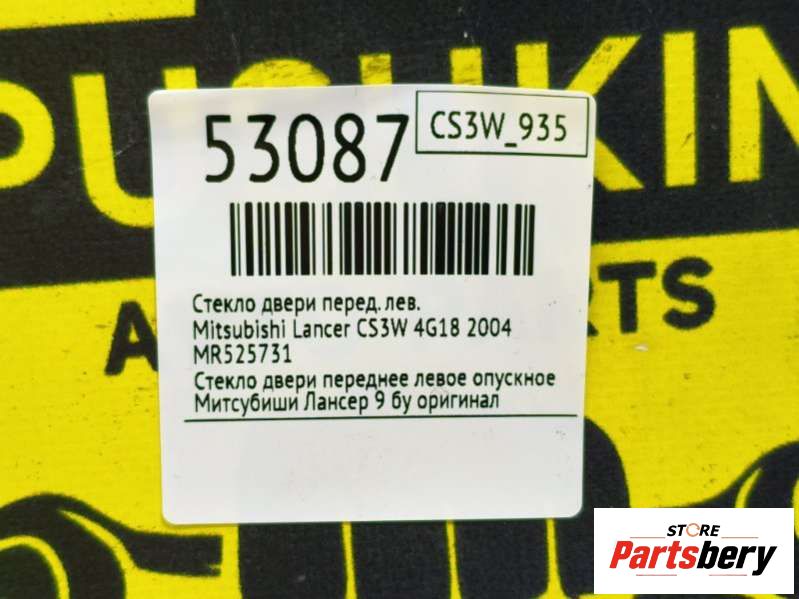 PUSHKIN
53087
CS3W_935
Стекло двери перед. лев.
Mitsubishi Lancer CS3W 4G18 2004
MR525731
Стекло двери переднее левое опускное
Митсубиши Лансер 9 бу оригинал
STORE
Partsbery